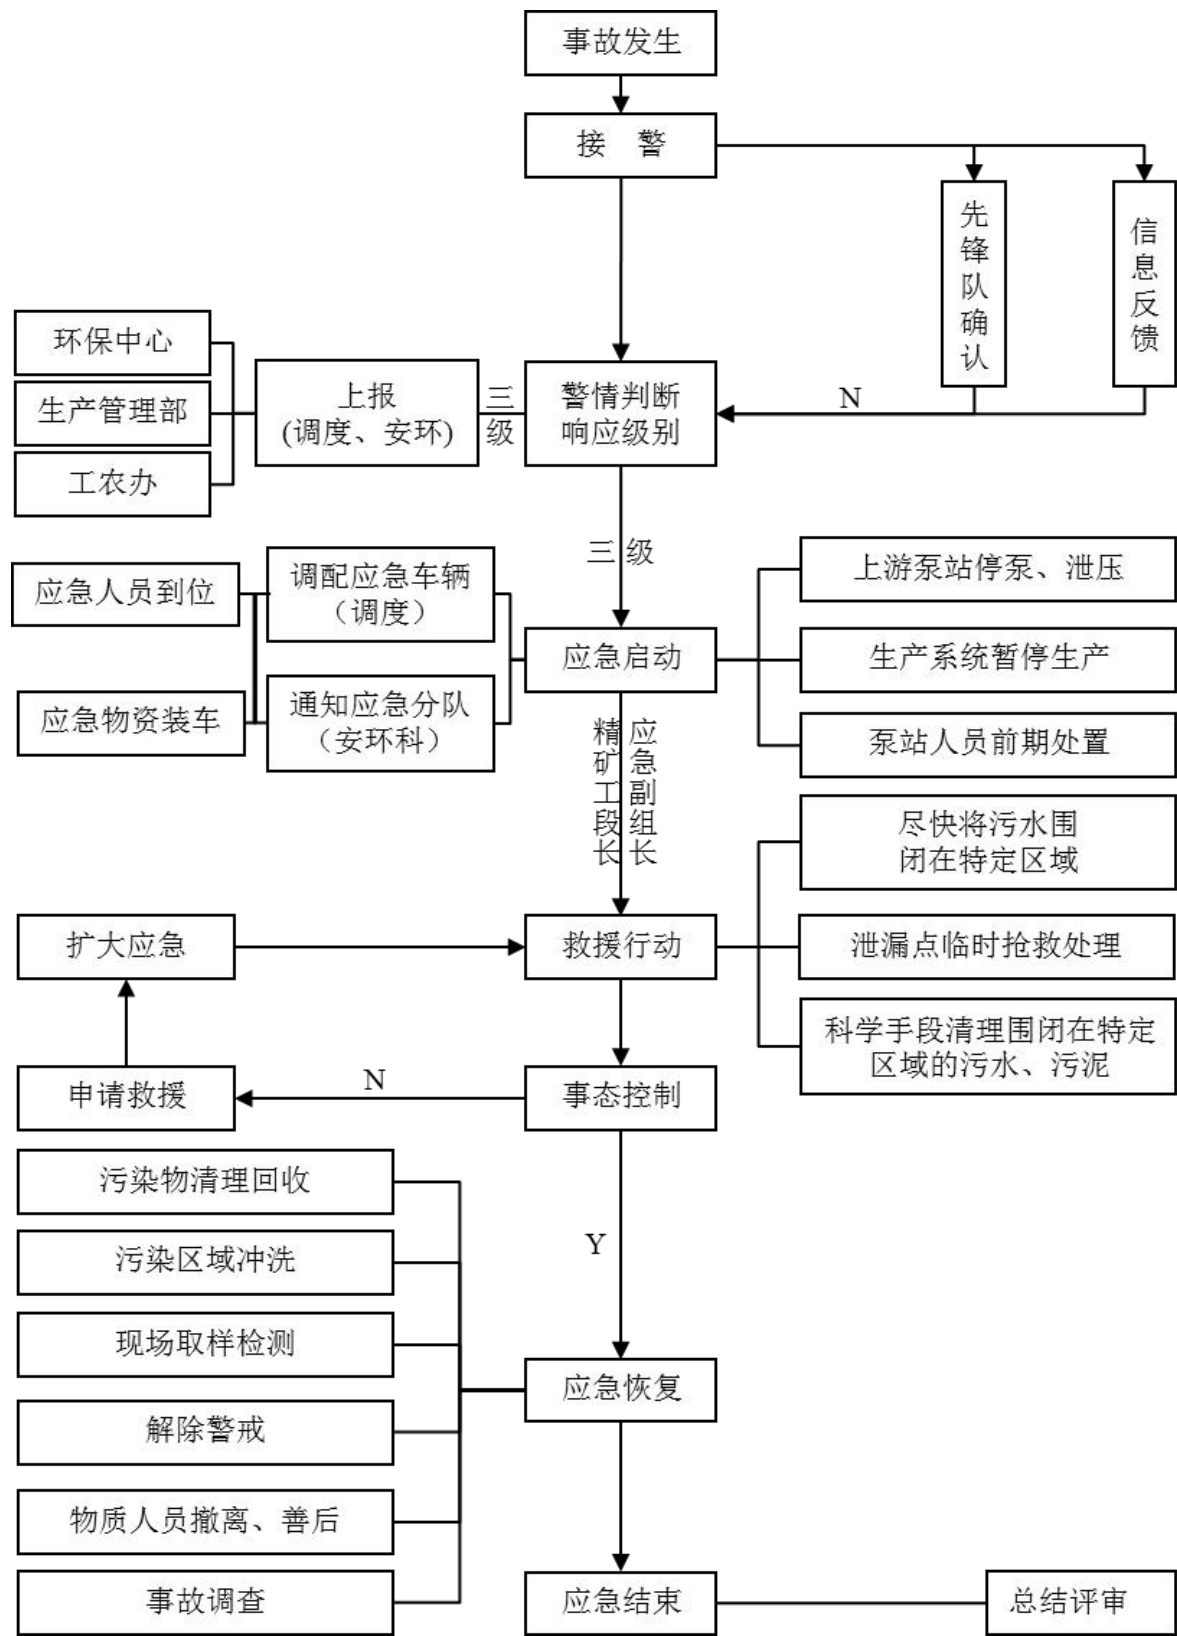 事故发生
接 警
先锋队确认
信息反馈
环保中心
生产管理部
工农办
上报
(调度、安环)
三级
警情判断
响应级别
N
三级
应急人员到位
应急物资装车
调配应急车辆
（调度）
通知应急分队
（安环科）
应急启动
上游泵站停泵、泄压
生产系统暂停生产
泵站人员前期处置
精矿工段长
应急副组长
尽快将污水围
闭在特定区域
扩大应急
救援行动
泄漏点临时抢救处理
科学手段清理围闭在特定
区域的污水、污泥
申请救援
N
事态控制
污染物清理回收
污染区域冲洗
Y
现场取样检测
应急恢复
解除警戒
物质人员撤离、善后
事故调查
应急结束
总结评审